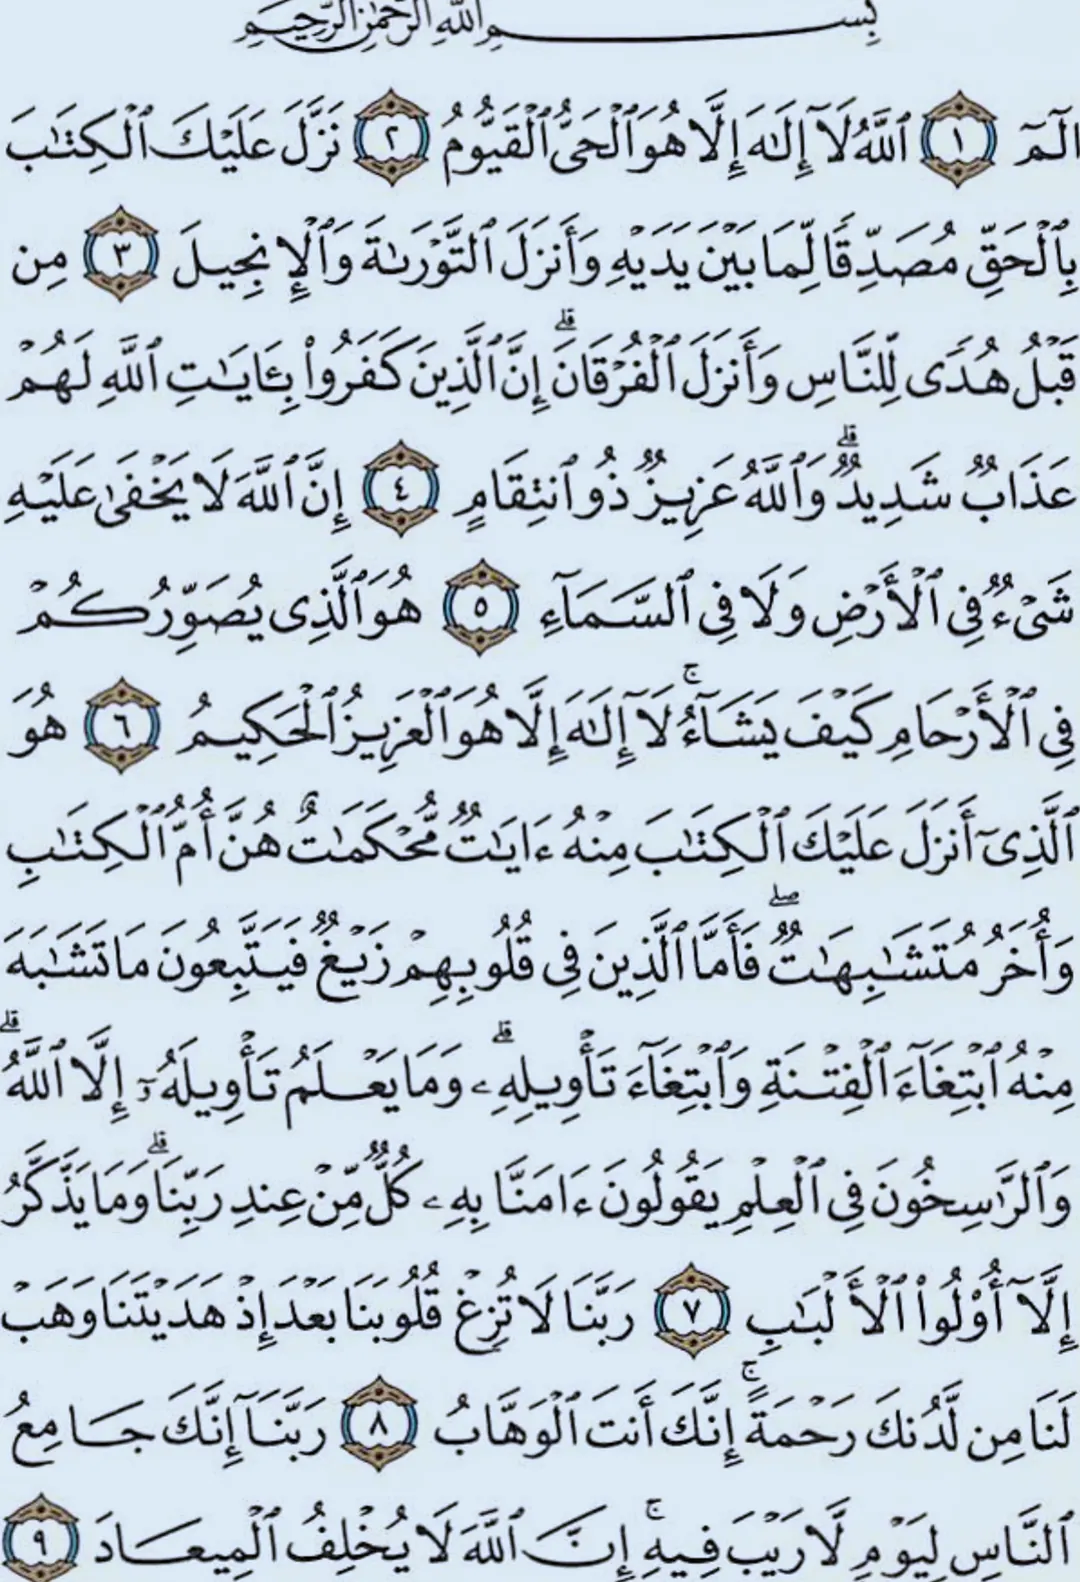 بِسْمِ اللَّهِ الرَّحْمَٰنِ الرَّحِيمِ
الٓمٓ ١ ٱللَّهُ لَآ إِلَٰهَ إِلَّا هُوَ ٱلْحَىُّ ٱلْقَيُّومُ ٢ نَزَّلَ عَلَيْكَ ٱلْكِتَٰبَ
بِٱلْحَقِّ مُصَدِّقًا لِّمَا بَيْنَ يَدَيْهِ وَأَنزَلَ ٱلتَّوْرَىٰةَ وَٱلْإِنجِيلَ ٣ مِن
قَبْلُ هُدًى لِّلنَّاسِ وَأَنزَلَ ٱلْفُرْقَانَ ۗ إِنَّ ٱلَّذِينَ كَفَرُوا۟ بِـَٔايَٰتِ ٱللَّهِ لَهُمْ
عَذَابٌ شَدِيدٌ ۗ وَٱللَّهُ عَزِيزٌ ذُو ٱنتِقَامٍ ٤ إِنَّ ٱللَّهَ لَا يَخْفَىٰ عَلَيْهِ
شَىْءٌ فِى ٱلْأَرْضِ وَلَا فِى ٱلسَّمَآءِ ٥ هُوَ ٱلَّذِى يُصَوِّرُكُمْ
فِى ٱلْأَرْحَامِ كَيْفَ يَشَآءُ ۚ لَآ إِلَٰهَ إِلَّا هُوَ ٱلْعَزِيزُ ٱلْحَكِيمُ ٦ هُوَ
ٱلَّذِىٓ أَنزَلَ عَلَيْكَ ٱلْكِتَٰبَ مِنْهُ ءَايَٰتٌ مُّحْكَمَٰتٌ هُنَّ أُمُّ ٱلْكِتَٰبِ
وَأُخَرُ مُتَشَٰبِهَٰتٌ ۖ فَأَمَّا ٱلَّذِينَ فِى قُلُوبِهِمْ زَيْغٌ فَيَتَّبِعُونَ مَا تَشَٰبَهَ
مِنْهُ ٱبْتِغَآءَ ٱلْفِتْنَةِ وَٱبْتِغَآءَ تَأْوِيلِهِۦ ۗ وَمَا يَعْلَمُ تَأْوِيلَهُۥٓ إِلَّا ٱللَّهُ ۗ
وَٱلرَّٰسِخُونَ فِى ٱلْعِلْمِ يَقُولُونَ ءَامَنَّا بِهِۦ كُلٌّ مِّنْ عِندِ رَبِّنَا ۗ وَمَا يَذَّكَّرُ
إِلَّآ أُو۟لُوا۟ ٱلْأَلْبَٰبِ ٧ رَبَّنَا لَا تُزِغْ قُلُوبَنَا بَعْدَ إِذْ هَدَيْتَنَا وَهَبْ
لَنَا مِن لَّدُنكَ رَحْمَةً ۚ إِنَّكَ أَنتَ ٱلْوَهَّابُ ٨ رَبَّنَآ إِنَّكَ جَامِعُ
ٱلنَّاسِ لِيَوْمٍ لَّا رَيْبَ فِيهِ ۚ إِنَّ ٱللَّهَ لَا يُخْلِفُ ٱلْمِيعَادَ ٩